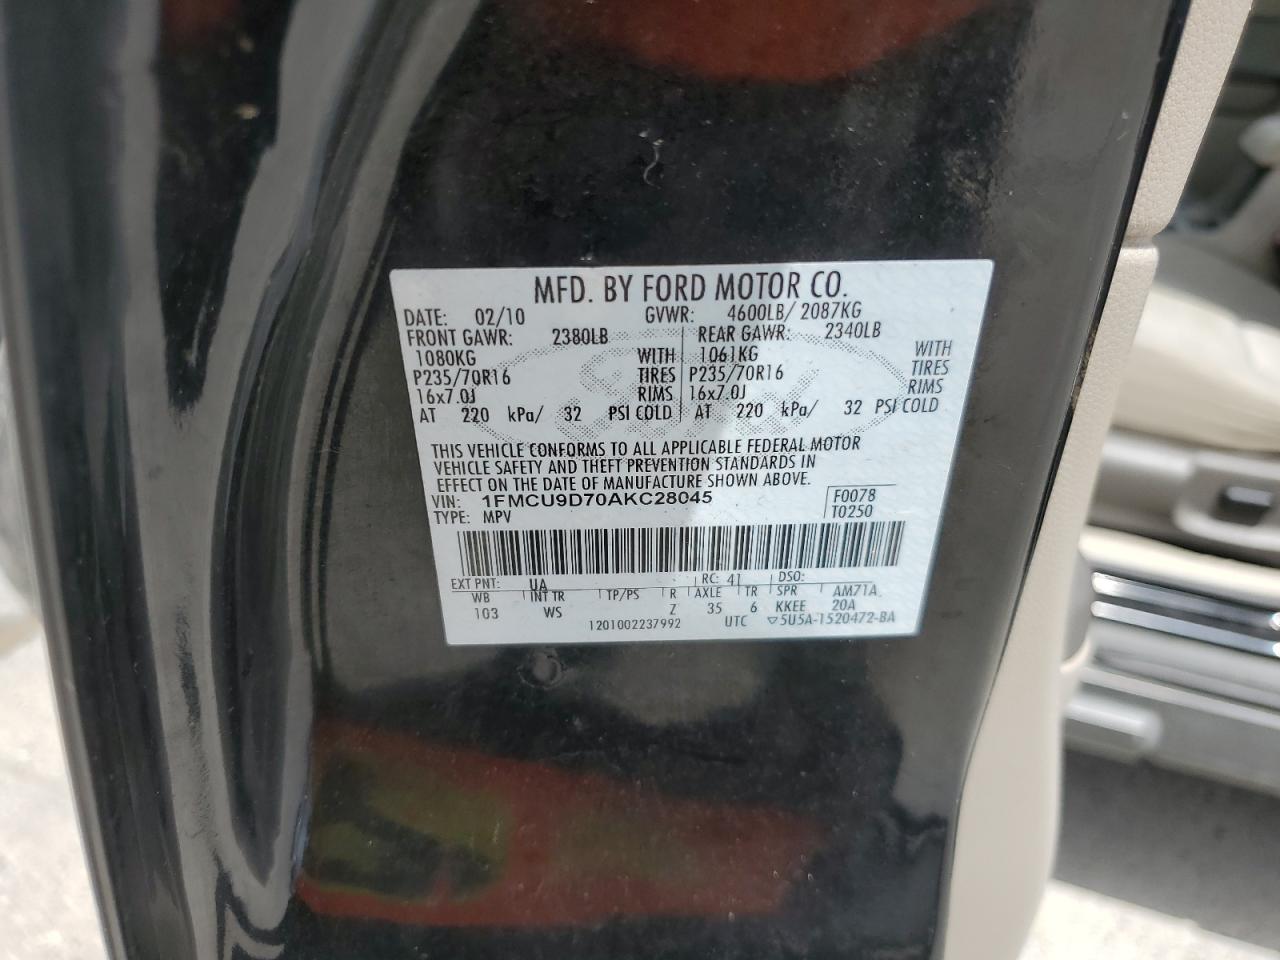 MFD. BY FORD MOTOR CO.
DATE: 02/10 GVWR: 4600LB/ 2087KG
FRONT GAWR: 2380LB REAR GAWR: 2340LB
1080KG WITH 1061KG WITH
P235/70R16 TIRES P235/70R16 TIRES
16x7.0J RIMS 16x7.0J RIMS
AT 220 kPa/ 32 PSI COLD AT 220 kPa/ 32 PSI COLD
THIS VEHICLE CONFORMS TO ALL APPLICABLE FEDERAL MOTOR
VEHICLE SAFETY AND THEFT PREVENTION STANDARDS IN
EFFECT ON THE DATE OF MANUFACTURE SHOWN ABOVE.
VIN: 1FMCU9D70AKC28045 F0078
TYPE: MPV T0250
EXT PNT: UA RC: 41 DSO:
WB INT TR TP/PS R AXLE TR SPR AM71A
103 WS Z 35 6 KKEE 20A
1201002237992 UTC ▽5U5A-1520472-BA